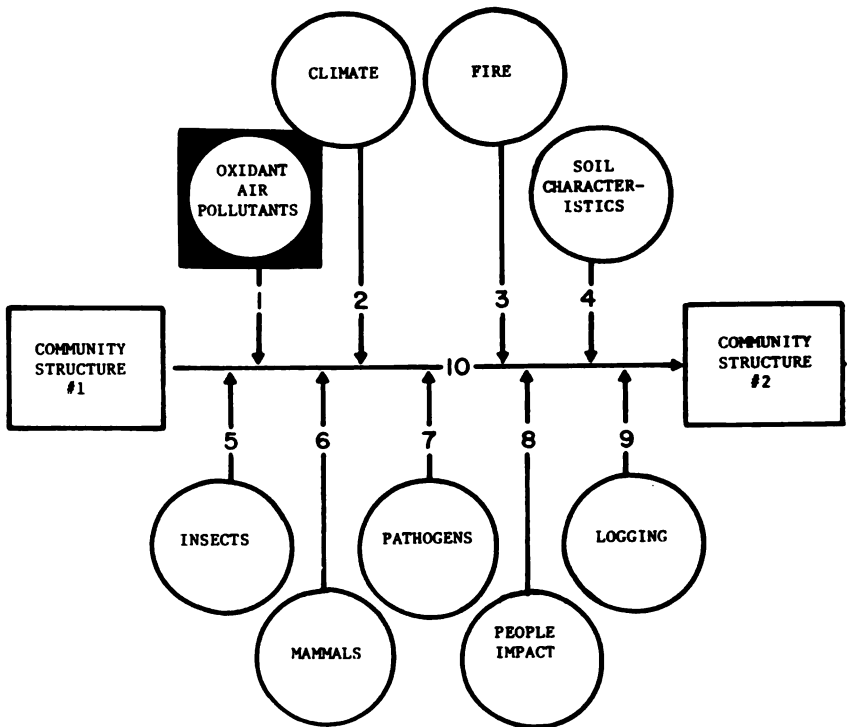 CLIMATE
FIRE
OXIDANT
AIR
POLLUTANTS
SOIL
CHARACTER-
ISTICS
1
2
3
4
COMMUNITY
STRUCTURE
#1
10
COMMUNITY
STRUCTURE
#2
5
6
7
8
9
INSECTS
PATHOGENS
LOGGING
MAMMALS
PEOPLE
IMPACT